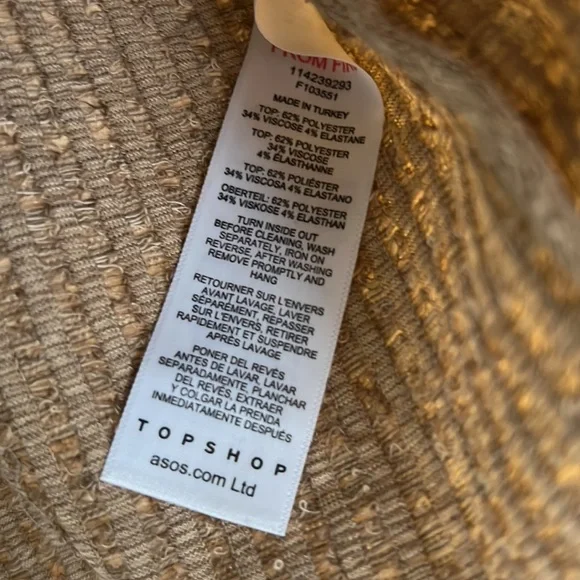 FROM FIR
114239293
F103551
MADE IN TURKEY
TOP: 62% POLYESTER
34% VISCOSE 4% ELASTANE
TOP: 62% POLYESTER
34% VISCOSE
4% ÉLASTHANNE
TOP: 62% POLIÉSTER
34% VISCOSA 4% ELASTANO
OBERTEIL: 62% POLYESTER
34% VISKOSE 4% ELASTHAN
TURN INSIDE OUT
BEFORE CLEANING, WASH
SEPARATELY, IRON ON
REVERSE, AFTER WASHING
REMOVE PROMPTLY AND
HANG
RETOURNER SUR L'ENVERS
AVANT LAVAGE, LAVER
SÉPARÉMENT, REPASSER
SUR L'ENVERS, RETIRER
RAPIDEMENT ET SUSPENDRE
APRÈS LAVAGE
PONER DEL REVÉS
ANTES DE LAVAR, LAVAR
SEPARADAMENTE, PLANCHAR
DEL REVÉS, EXTRAER
Y COLGAR LA PRENDA
INMEDIATAMENTE DESPUÉS
TOPSHOP
asos.com Ltd